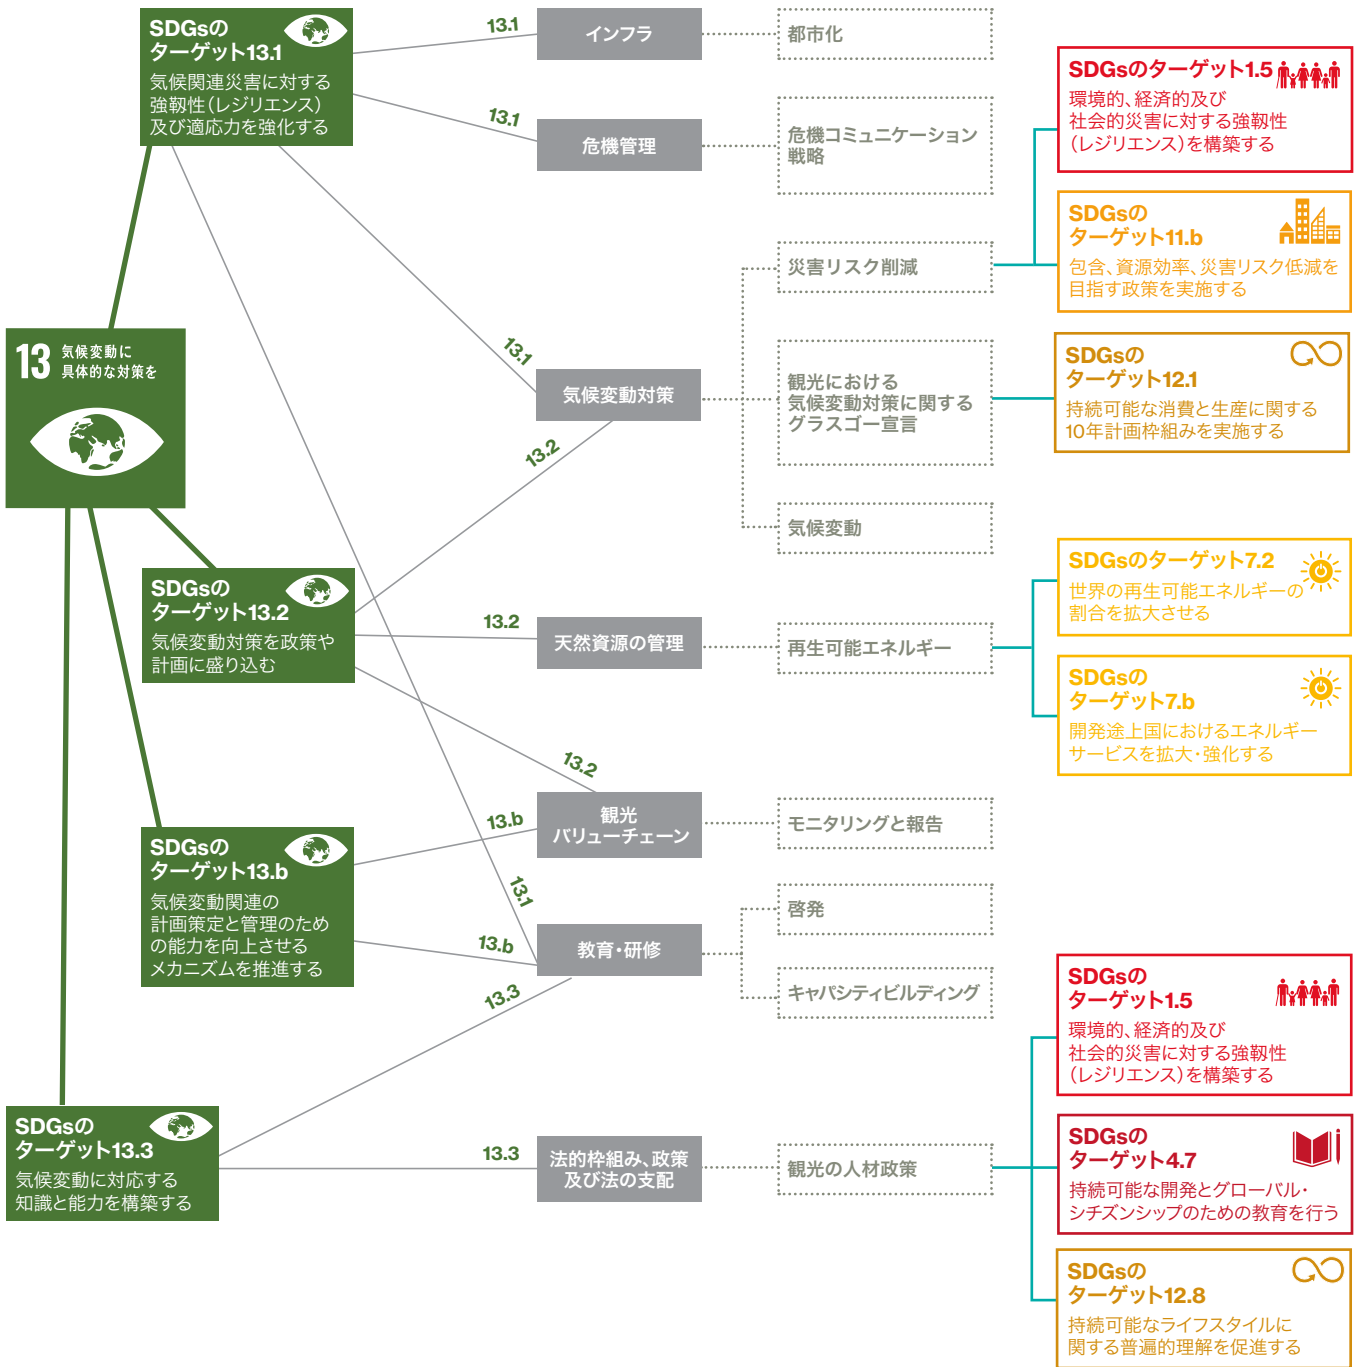 SDGsの
ターゲット13.1
気候関連災害に対する
強靱性(レジリエンス)
及び適応力を強化する
13.1
インフラ
都市化
13.1
危機管理
危機コミュニケーション
戦略
SDGsのターゲット1.5
環境的、経済的及び
社会的災害に対する強靱性
(レジリエンス)を構築する
SDGsの
ターゲット11.b
包含、資源効率、災害リスク低減を
目指す政策を実施する
災害リスク削減
13 気候変動に
具体的な対策を
13.1
気候変動対策
13.2
観光における
気候変動対策に関する
グラスゴー宣言
SDGsの
ターゲット12.1
持続可能な消費と生産に関する
10年計画枠組みを実施する
気候変動
SDGsの
ターゲット13.2
気候変動対策を政策や
計画に盛り込む
13.2
天然資源の管理
再生可能エネルギー
SDGsのターゲット7.2
世界の再生可能エネルギーの
割合を拡大させる
SDGsの
ターゲット7.b
開発途上国におけるエネルギー
サービスを拡大・強化する
13.2
SDGsの
ターゲット13.b
気候変動関連の
計画策定と管理のため
の能力を向上させる
メカニズムを推進する
13.b
観光
バリューチェーン
モニタリングと報告
13.1
13.b
教育・研修
啓発
キャパシティビルディング
13.3
SDGsの
ターゲット1.5
環境的、経済的及び
社会的災害に対する強靱性
(レジリエンス)を構築する
SDGsの
ターゲット13.3
気候変動に対応する
知識と能力を構築する
13.3
法的枠組み、政策
及び法の支配
観光の人材政策
SDGsの
ターゲット4.7
持続可能な開発とグローバル・
シチズンシップのための教育を行う
SDGsの
ターゲット12.8
持続可能なライフスタイルに
関する普遍的理解を促進する